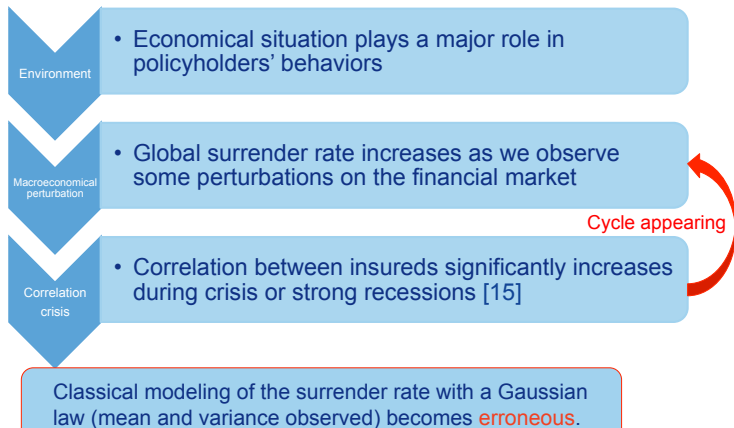 Environment
• Economical situation plays a major role in
policyholders' behaviors
Macroeconomical
perturbation
• Global surrender rate increases as we observe
some perturbations on the financial market
Cycle appearing
Correlation
crisis
• Correlation between insureds significantly increases
during crisis or strong recessions [15]
Classical modeling of the surrender rate with a Gaussian
law (mean and variance observed) becomes erroneous.